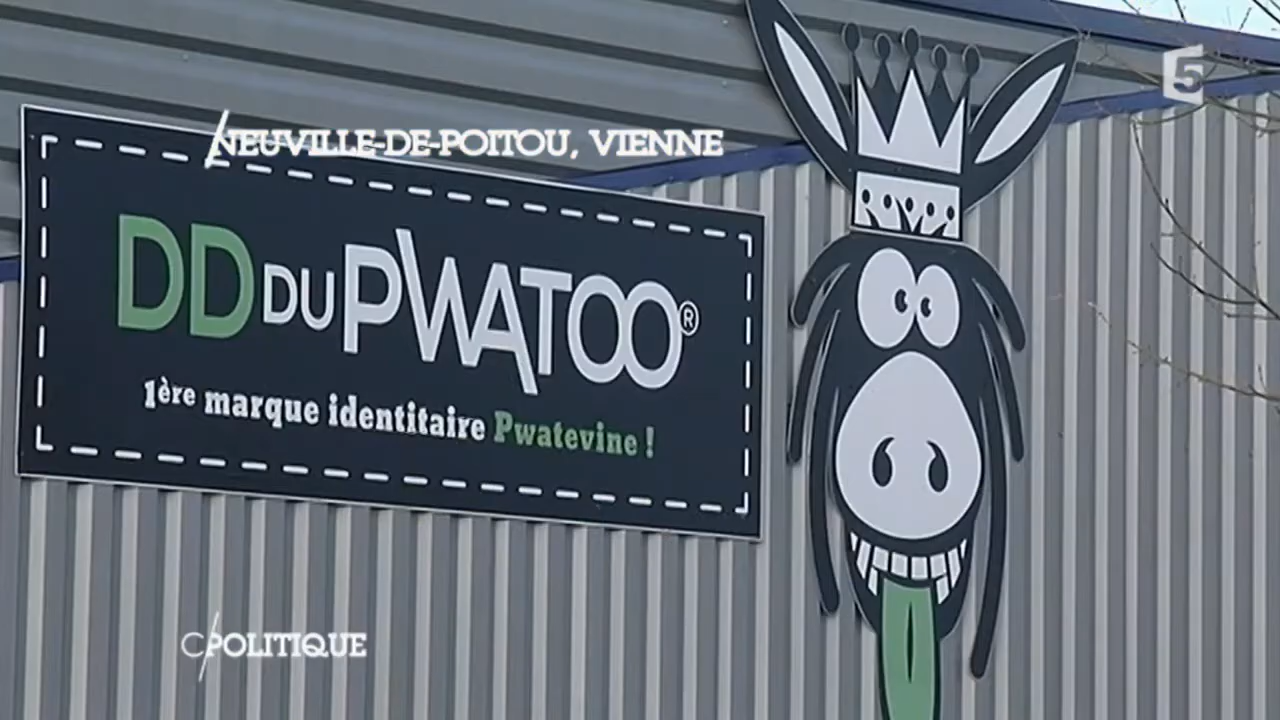 5
NEUVILLE-DE-POITOU, VIENNE
DD DU PWATOO®
1ère marque identitaire Pwatevine !
C/POLITIQUE